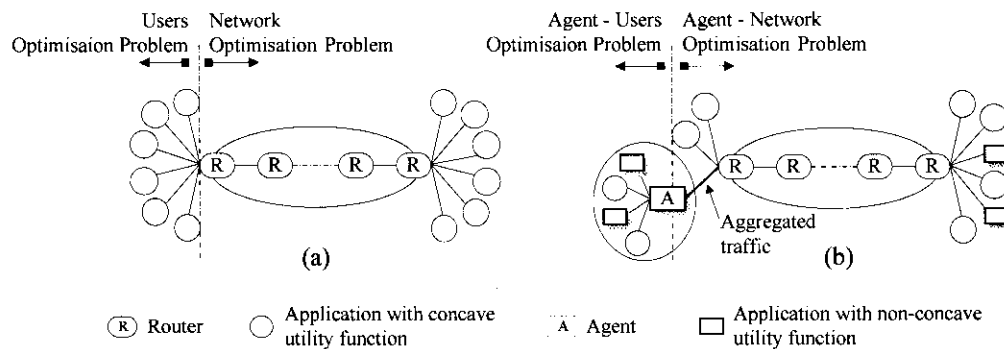 Users
Optimisaion Problem
Network
Optimisation Problem
R
R
R
R
(a)
Agent - Users
Optimisation Problem
Agent - Network
Optimisation Problem
A
R
R
R
R
Aggregated
traffic
(b)
R
Router
Application with concave
utility function
A
Agent
Application with non-concave
utility function